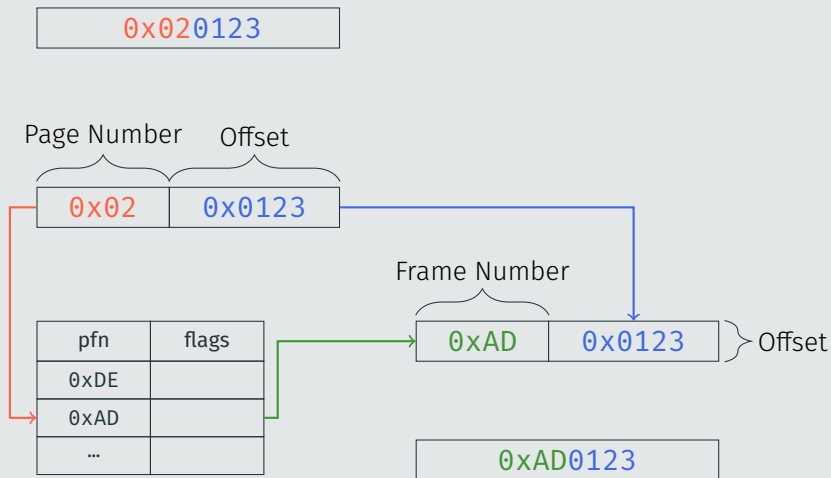 0x020123
Page Number Offset
0x02 0x0123
Frame Number
pfn flags
0xAD 0x0123 Offset
0xDE
0xAD
...
0xAD0123